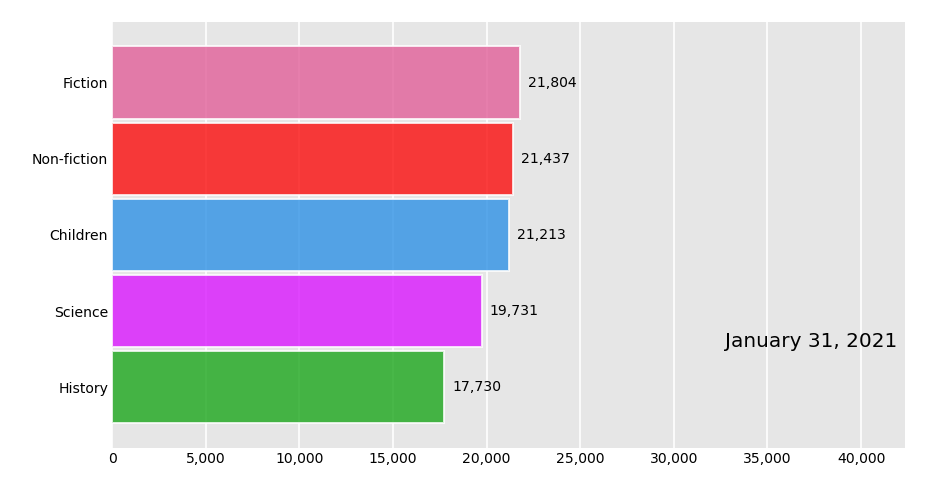 Fiction 21,804
Non-fiction 21,437
Children 21,213
Science 19,731
January 31, 2021
History 17,730
0 5,000 10,000 15,000 20,000 25,000 30,000 35,000 40,000